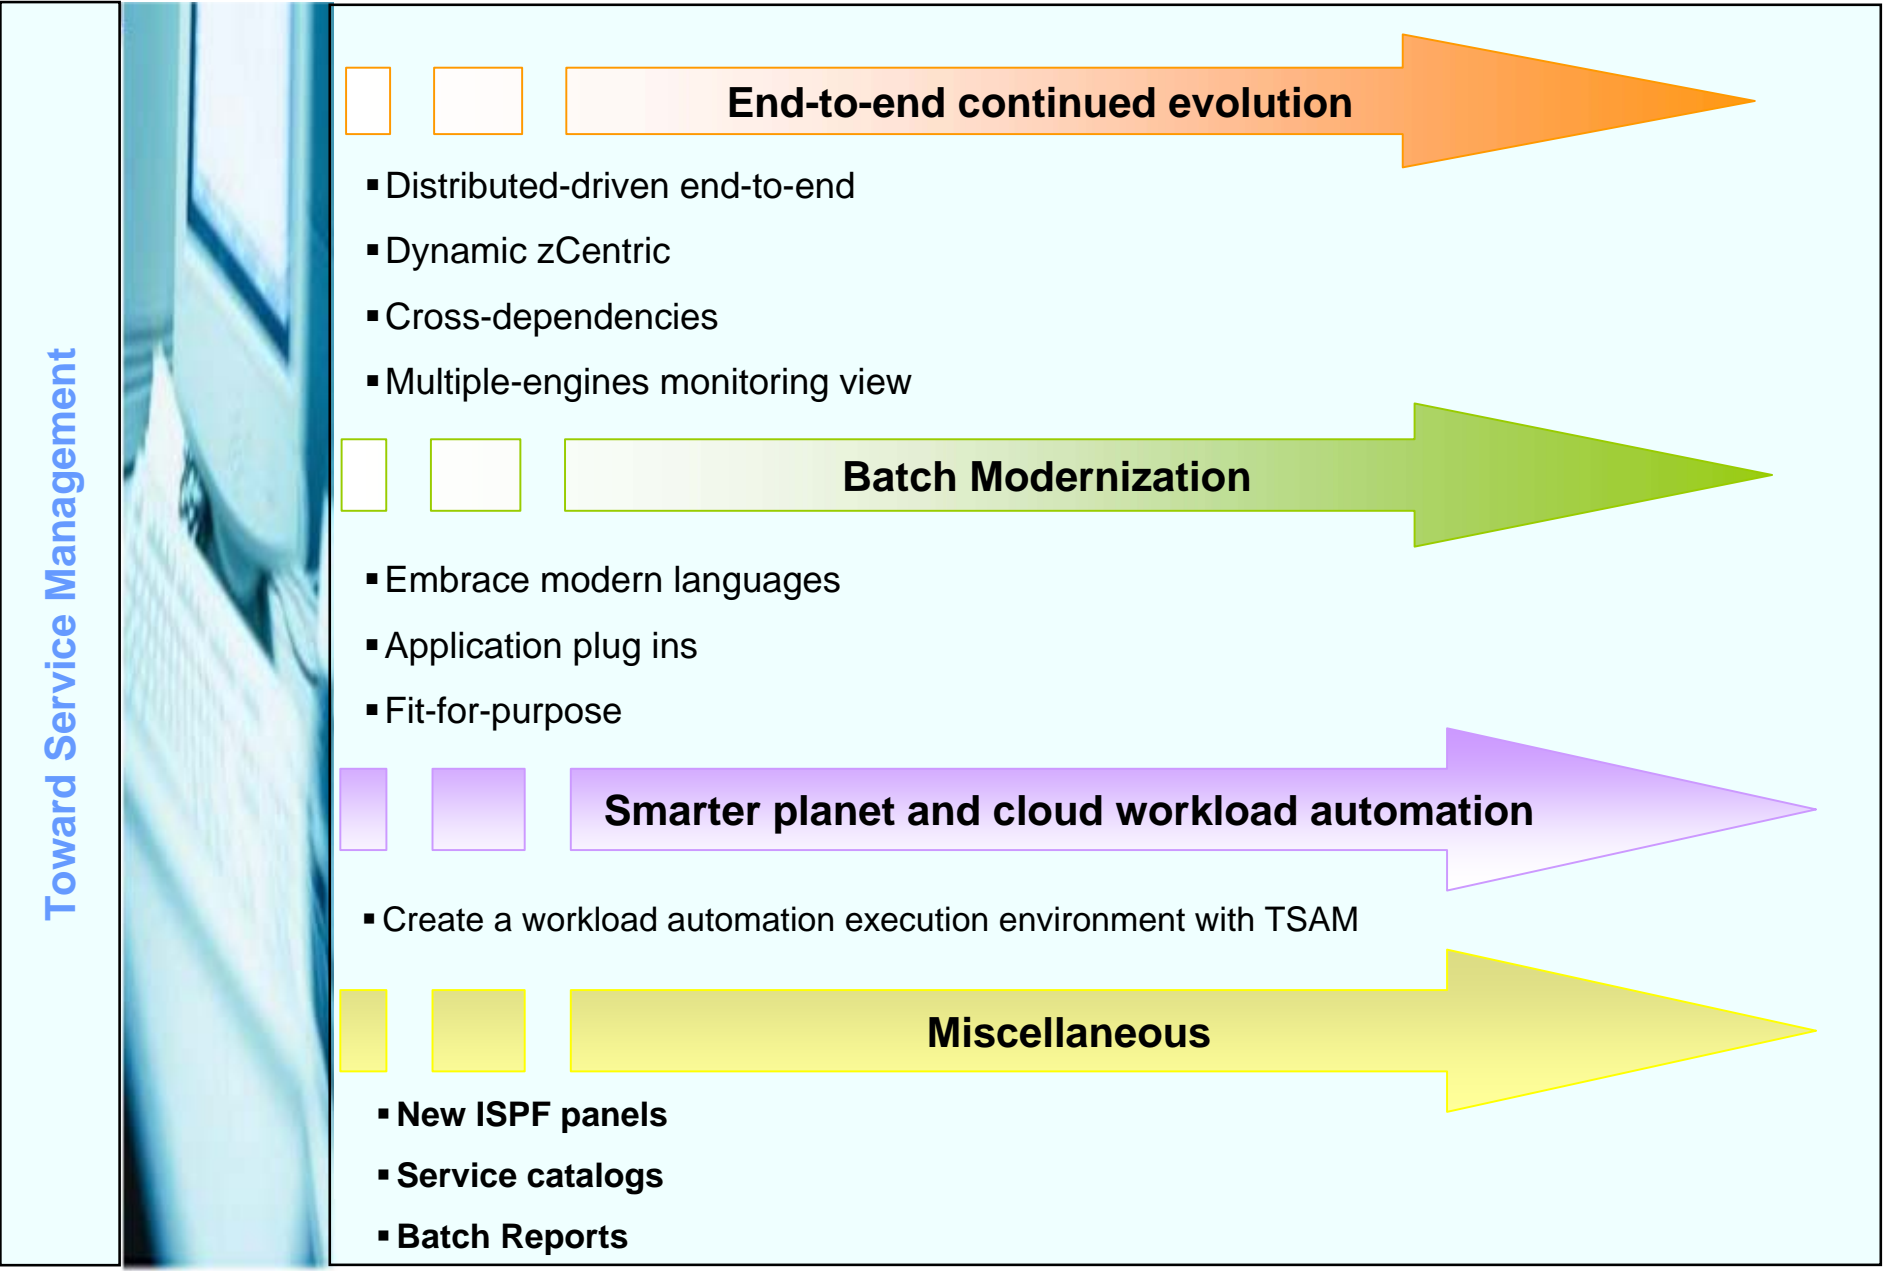 Toward Service Management
End-to-end continued evolution
▪Distributed-driven end-to-end
▪Dynamic zCentric
▪Cross-dependencies
▪Multiple-engines monitoring view
Batch Modernization
▪Embrace modern languages
▪Application plug ins
▪Fit-for-purpose
Smarter planet and cloud workload automation
▪Create a workload automation execution environment with TSAM
Miscellaneous
▪New ISPF panels
▪Service catalogs
▪Batch Reports